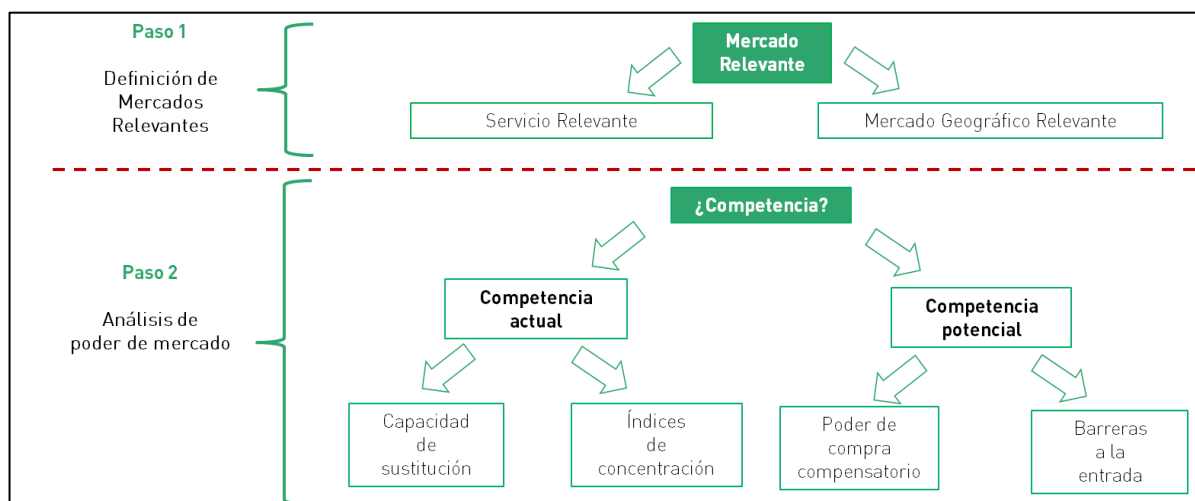 Paso 1
Definición de
Mercados
Relevantes
Mercado
Relevante
Servicio Relevante
Mercado Geográfico Relevante
Paso 2
Análisis de
poder de mercado
¿Competencia?
Competencia
actual
Competencia
potencial
Capacidad
de
sustitución
Índices
de
concentración
Poder de
compra
compensatorio
Barreras
a la
entrada